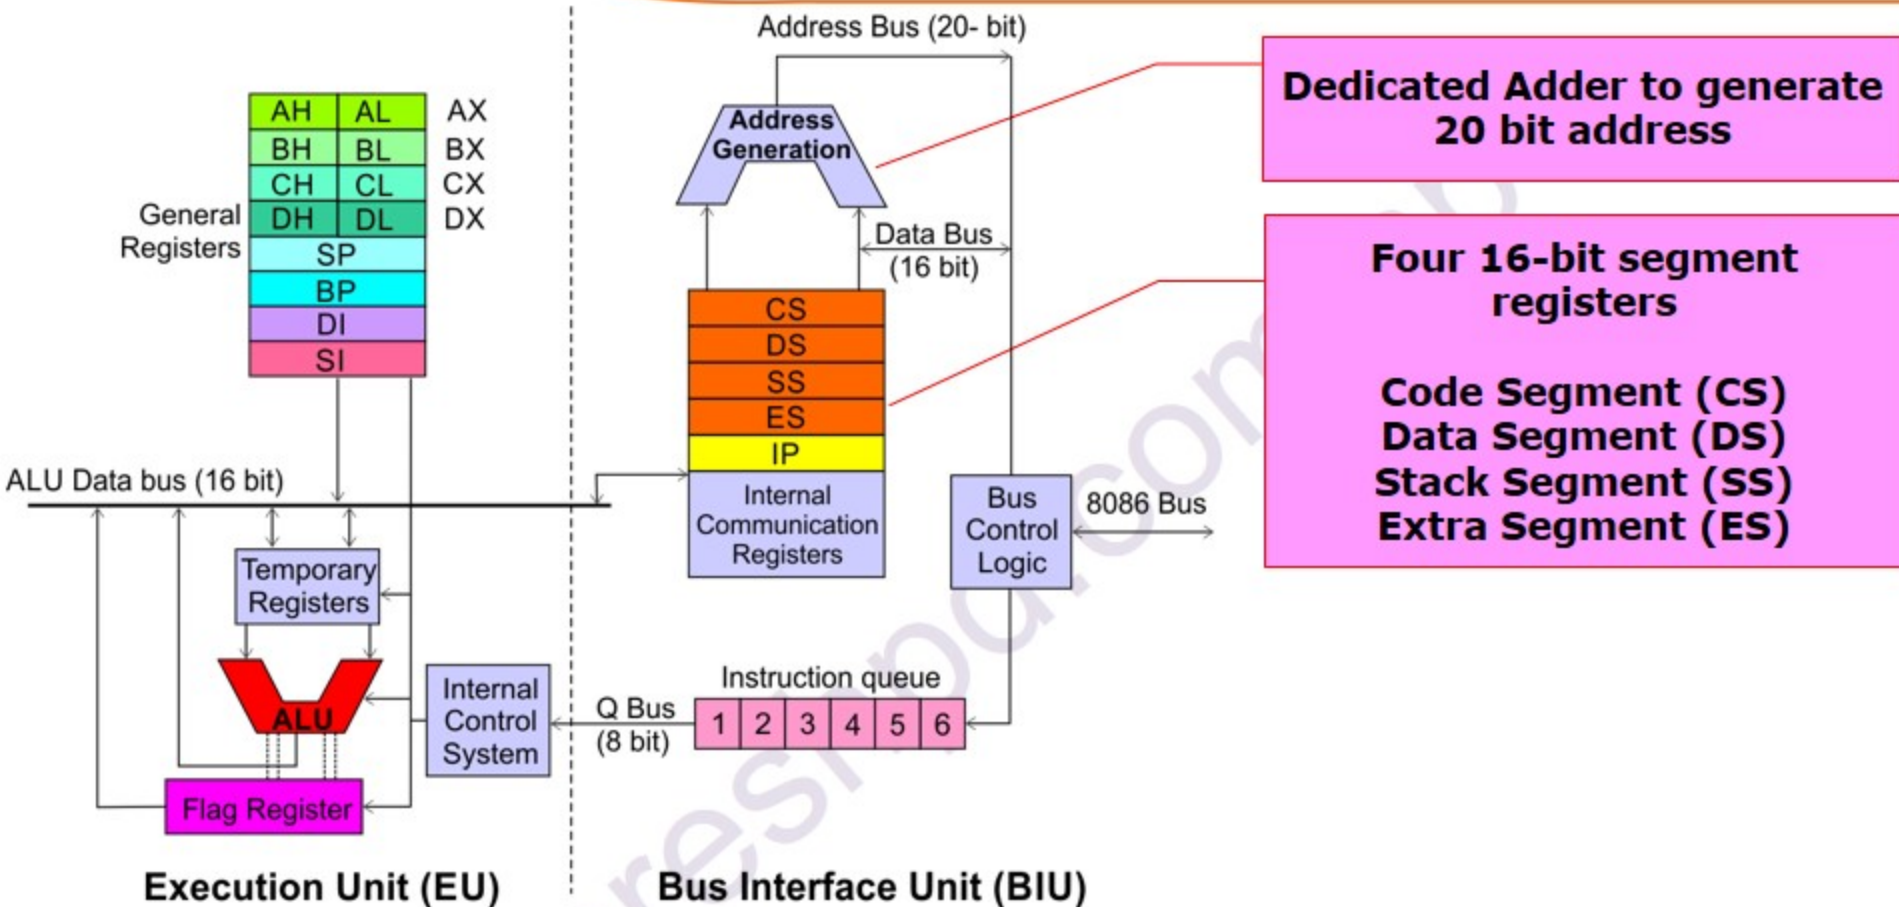 Address Bus (20- bit)
Dedicated Adder to generate
20 bit address
Address
Generation
AH AL AX
BH BL BX
CH CL CX
DH DL DX
General
Registers
SP
BP
DI
SI
Data Bus
(16 bit)
CS
DS
SS
ES
IP
Internal
Communication
Registers
Four 16-bit segment
registers
Code Segment (CS)
Data Segment (DS)
Stack Segment (SS)
Extra Segment (ES)
ALU Data bus (16 bit)
Bus
Control
Logic
8086 Bus
Temporary
Registers
ALU
Internal
Control
System
Q Bus
(8 bit)
Instruction queue
1 2 3 4 5 6
Flag Register
Execution Unit (EU)
Bus Interface Unit (BIU)